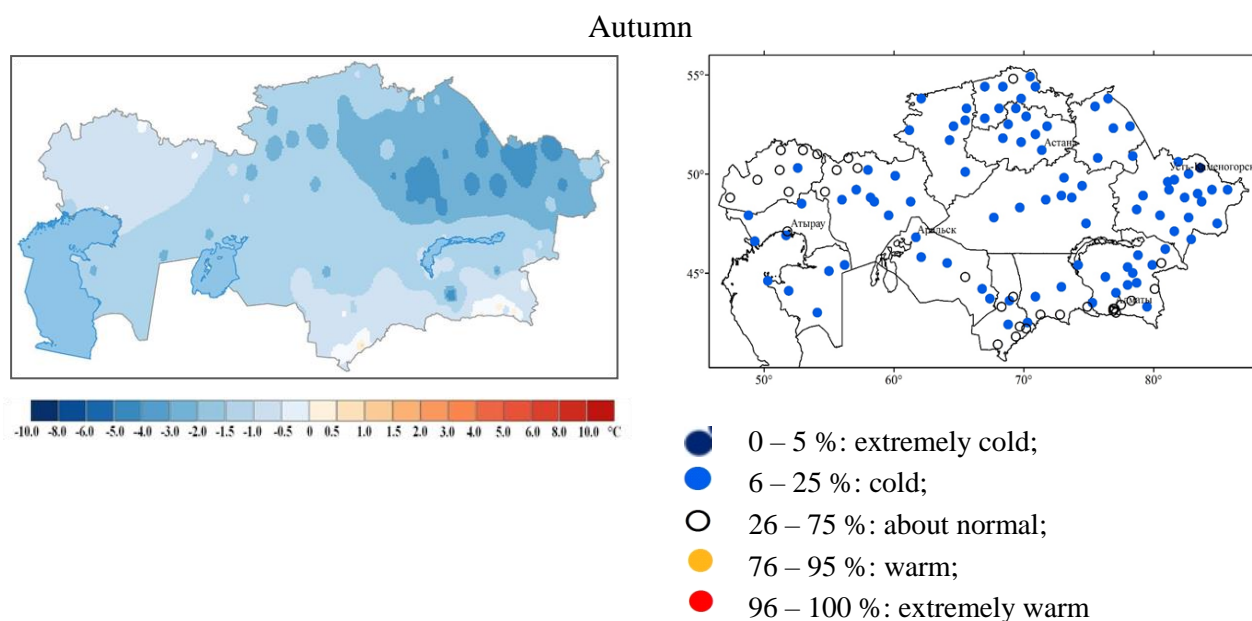 Autumn
55°
Астана
50°
Усть-Каменогорск
Атырау
Аральск
45°
50° 60° 70° 80°
-10.0 -8.0 -6.0 -5.0 -4.0 -3.0 -2.0 -1.5 -1.0 -0.5 0 0.5 1.0 1.5 2.0 3.0 4.0 5.0 6.0 8.0 10.0 °C
0 – 5 %: extremely cold;
6 – 25 %: cold;
26 – 75 %: about normal;
76 – 95 %: warm;
96 – 100 %: extremely warm